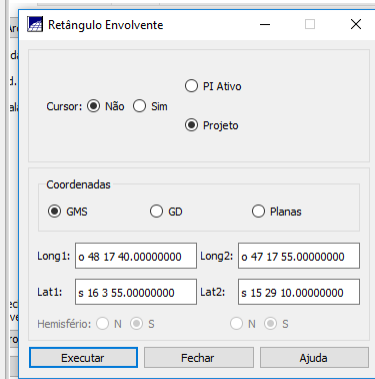 Retângulo Envolvente
Cursor: Não Sim
PI Ativo
Projeto
Coordenadas
GMS GD Planas
Long1: o 48 17 40.00000000 Long2: o 47 17 55.00000000
Lat1: s 16 3 55.00000000 Lat2: s 15 29 10.00000000
Hemisfério: N S N S
Executar Fechar Ajuda